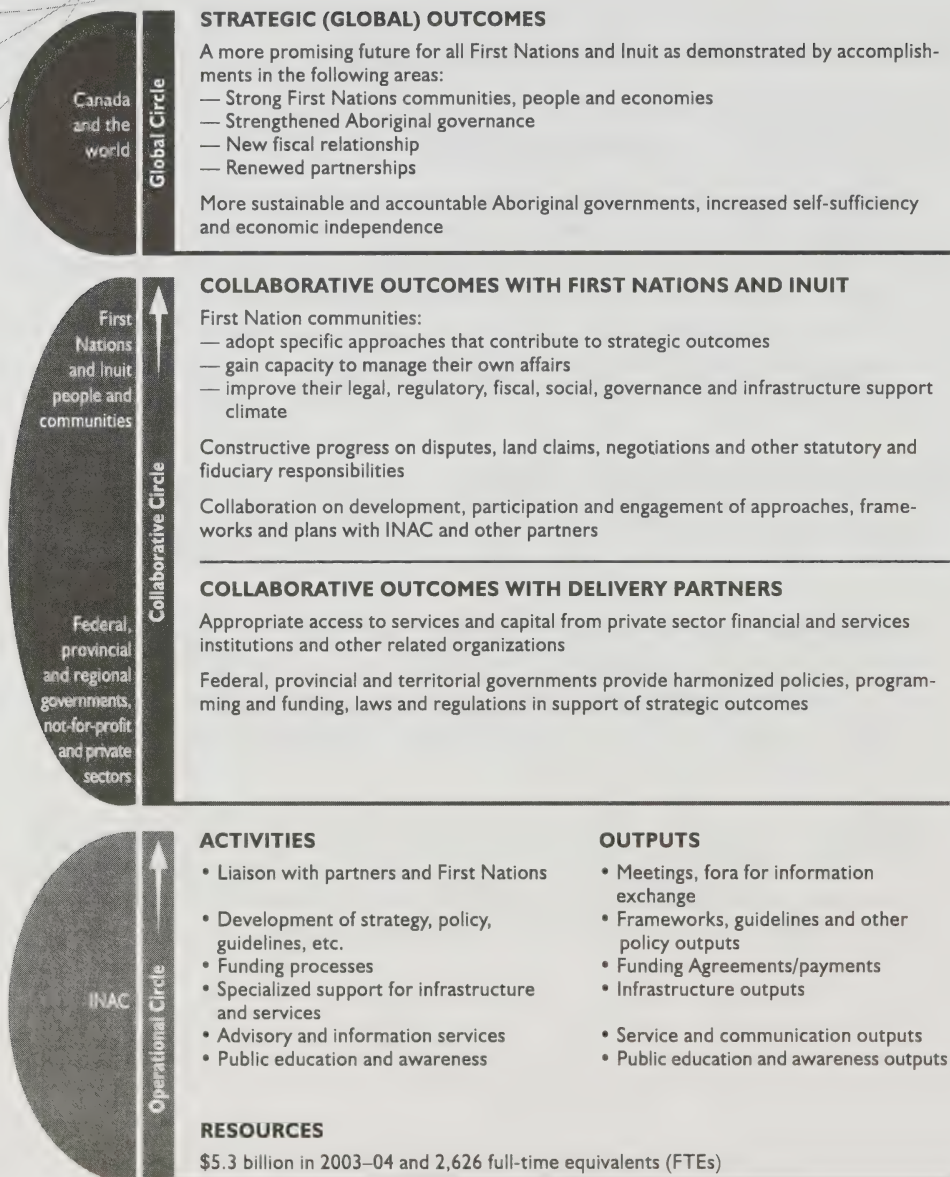 Canada
and the
world
Global Circle
STRATEGIC (GLOBAL) OUTCOMES
A more promising future for all First Nations and Inuit as demonstrated by accomplish-
ments in the following areas:
— Strong First Nations communities, people and economies
— Strengthened Aboriginal governance
— New fiscal relationship
— Renewed partnerships
More sustainable and accountable Aboriginal governments, increased self-sufficiency
and economic independence
First
Nations
and Inuit
people and
communities
Federal,
provincial
and regional
governments,
not-for-profit
and private
sectors
Collaborative Circle
COLLABORATIVE OUTCOMES WITH FIRST NATIONS AND INUIT
First Nation communities:
— adopt specific approaches that contribute to strategic outcomes
— gain capacity to manage their own affairs
— improve their legal, regulatory, fiscal, social, governance and infrastructure support
climate
Constructive progress on disputes, land claims, negotiations and other statutory and
fiduciary responsibilities
Collaboration on development, participation and engagement of approaches, frame-
works and plans with INAC and other partners
COLLABORATIVE OUTCOMES WITH DELIVERY PARTNERS
Appropriate access to services and capital from private sector financial and services
institutions and other related organizations
Federal, provincial and territorial governments provide harmonized policies, program-
ming and funding, laws and regulations in support of strategic outcomes
INAC
Operational Circle
ACTIVITIES
• Liaison with partners and First Nations
• Development of strategy, policy,
guidelines, etc.
• Funding processes
• Specialized support for infrastructure
and services
• Advisory and information services
• Public education and awareness
OUTPUTS
• Meetings, fora for information
exchange
• Frameworks, guidelines and other
policy outputs
• Funding Agreements/payments
• Infrastructure outputs
• Service and communication outputs
• Public education and awareness outputs
RESOURCES
$5.3 billion in 2003–04 and 2,626 full-time equivalents (FTEs)